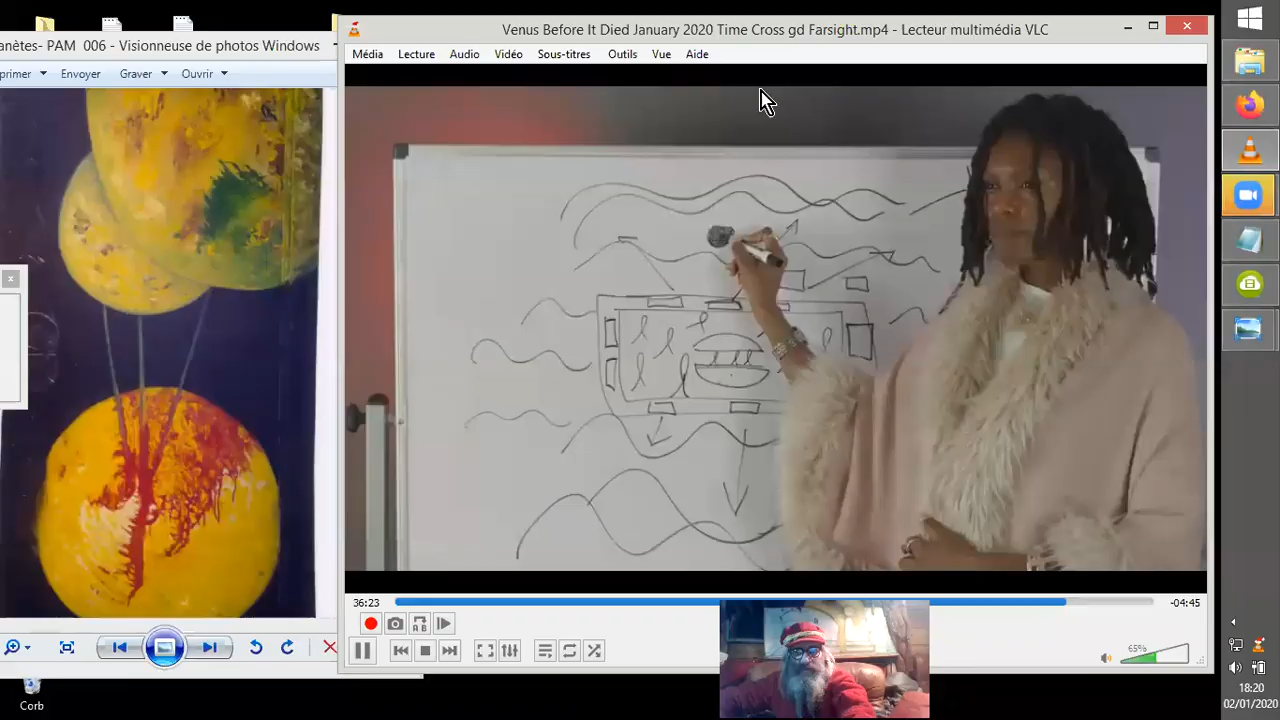 anètes- PAM  006 - Visionneuse de photos Windows
primer
Envoyer
Graver
Ouvrir
x
Corb
Venus Before It Died January 2020 Time Cross gd Farsight.mp4 - Lecteur multimédia VLC
Média Lecture Audio Vidéo Sous-titres Outils Vue Aide
36:23
-04:45
65%
18:20
02/01/2020